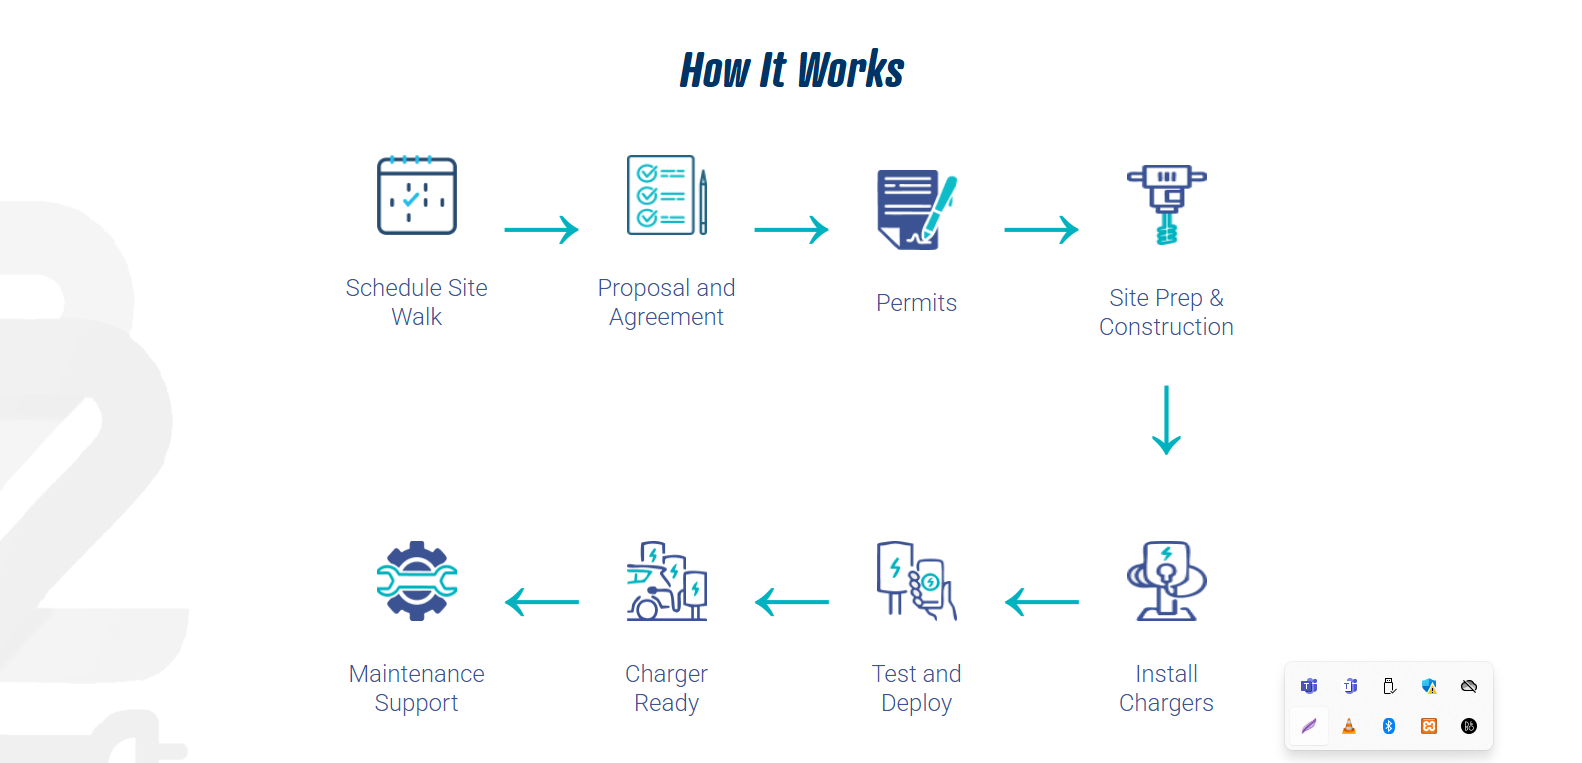 How It Works
Schedule Site
Walk
Proposal and
Agreement
Permits
Site Prep &
Construction
Maintenance
Support
Charger
Ready
Test and
Deploy
Install
Chargers